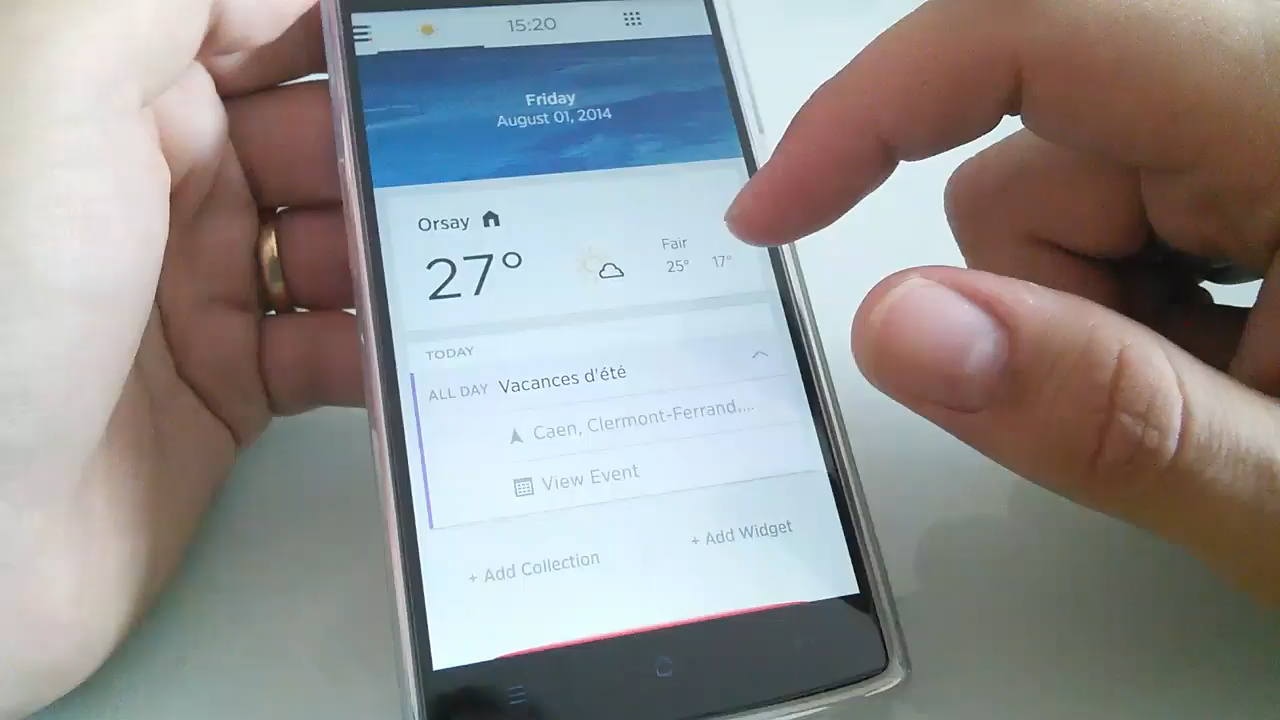 15:20
Friday
August 01, 2014
Orsay
27°
Fair
25° 17°
TODAY
ALL DAY Vacances d'été
Caen, Clermont-Ferrand,...
View Event
+ Add Collection
+ Add Widget